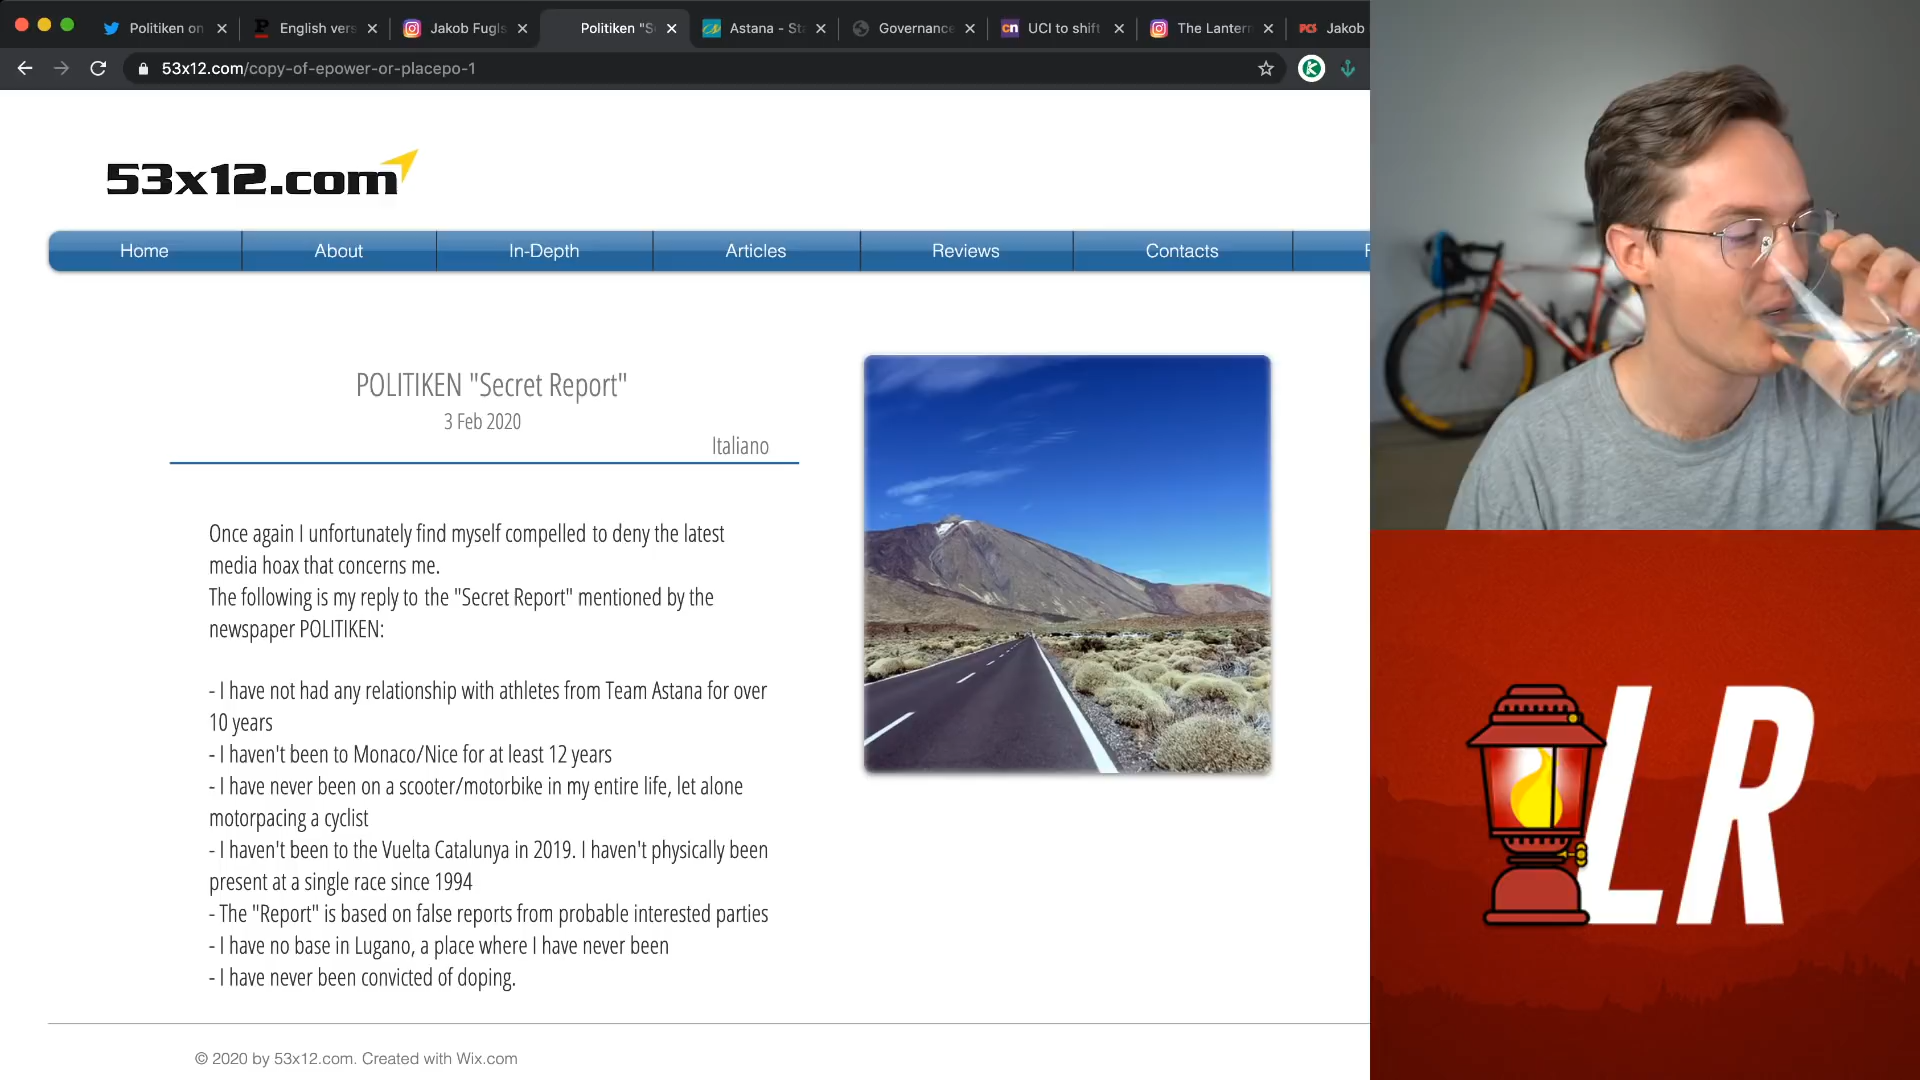 Politiken on
English vers
Jakob Fugls
Politiken "S
Astana - Sta
Governance
UCI to shift
The Lantern
Jakob
53x12.com/copy-of-epower-or-placepo-1
53x12.com
Home
About
In-Depth
Articles
Reviews
Contacts
POLITIKEN "Secret Report"
3 Feb 2020
Italiano
Once again I unfortunately find myself compelled to deny the latest
media hoax that concerns me.
The following is my reply to the "Secret Report" mentioned by the
newspaper POLITIKEN:
- I have not had any relationship with athletes from Team Astana for over
10 years
- I haven't been to Monaco/Nice for at least 12 years
- I have never been on a scooter/motorbike in my entire life, let alone
motorpacing a cyclist
- I haven't been to the Vuelta Catalunya in 2019. I haven't physically been
present at a single race since 1994
- The "Report" is based on false reports from probable interested parties
- I have no base in Lugano, a place where I have never been
- I have never been convicted of doping.
© 2020 by 53x12.com. Created with Wix.com
LR